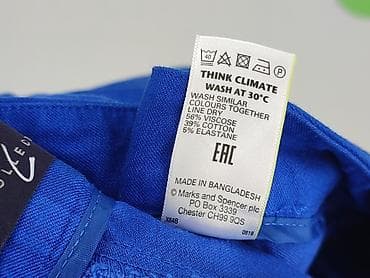 40
P
THINK CLIMATE
WASH AT 30°C
WASH SIMILAR
COLOURS TOGETHER
LINE DRY
56% VISCOSE
39% COTTON
5% ELASTANE
EAC
MADE IN BANGLADESH
© Marks and Spencer plc
PO Box 3339
Chester CH99 9QS